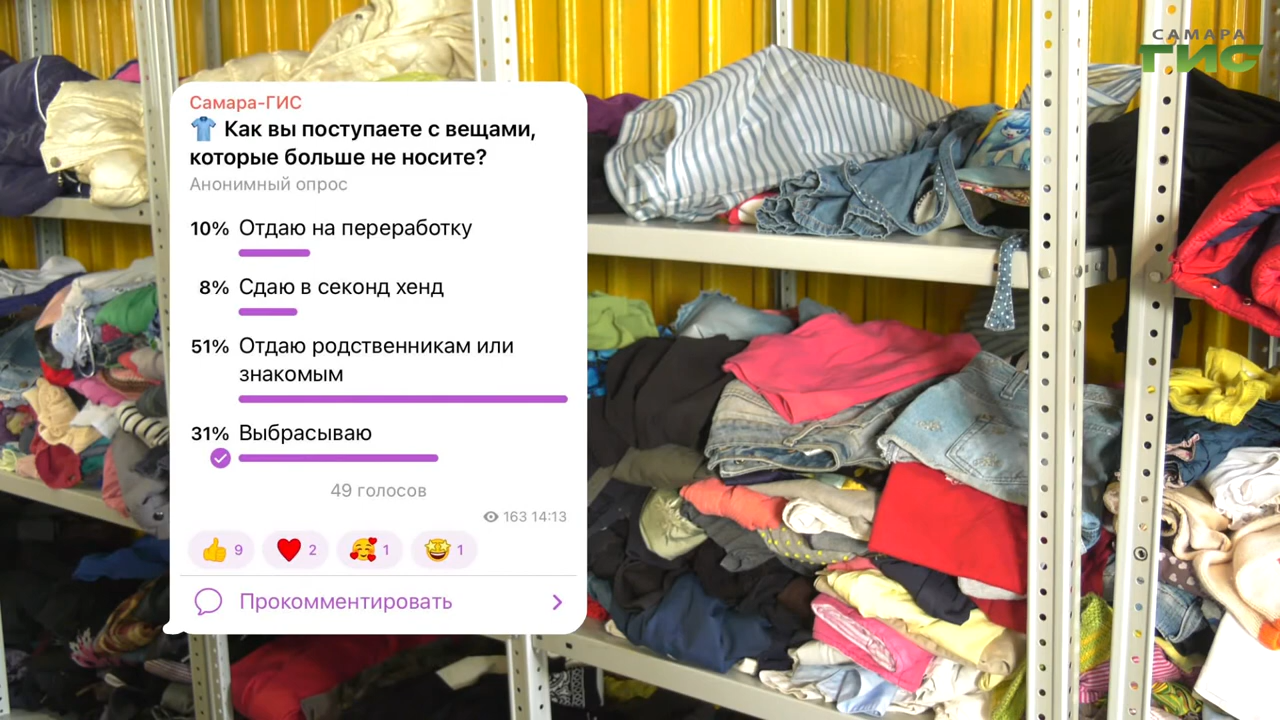 САМАРА
ГИС
Самара-ГИС
👕 Как вы поступаете с вещами,
которые больше не носите?
Анонимный опрос
10% Отдаю на переработку
8% Сдаю в секонд хенд
51% Отдаю родственникам или
знакомым
31% Выбрасываю
49 голосов
163 14:13
9 2 1 1
Прокомментировать